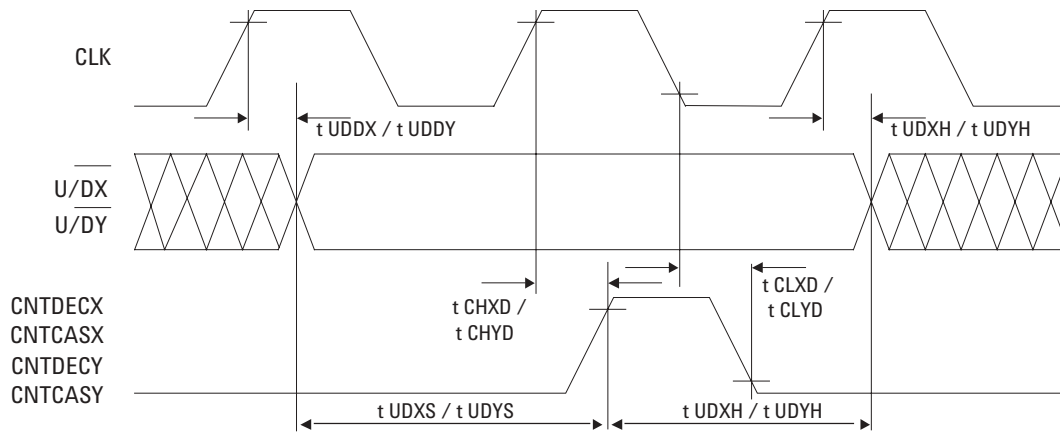 CLK
t UDDX / t UDDY
t UDXH / t UDYH
U/DX
U/DY
t CHXD /
t CHYD
t CLXD /
t CLYD
CNTDECX
CNTCASX
CNTDECY
CNTCASY
t UDXS / t UDYS
t UDXH / t UDYH